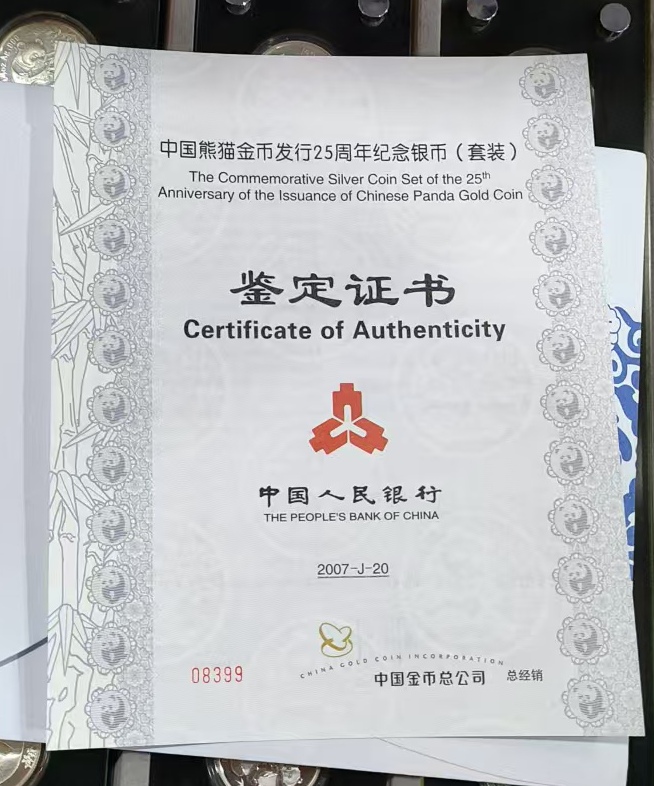 中国熊猫金币发行25周年纪念银币（套装）
The Commemorative Silver Coin Set of the 25th
Anniversary of the Issuance of Chinese Panda Gold Coin
鉴定证书
Certificate of Authenticity
中国人民银行
THE PEOPLE'S BANK OF CHINA
2007-J-20
CHINA GOLD COIN INCORPORATION
08399
中国金币总公司 总经销